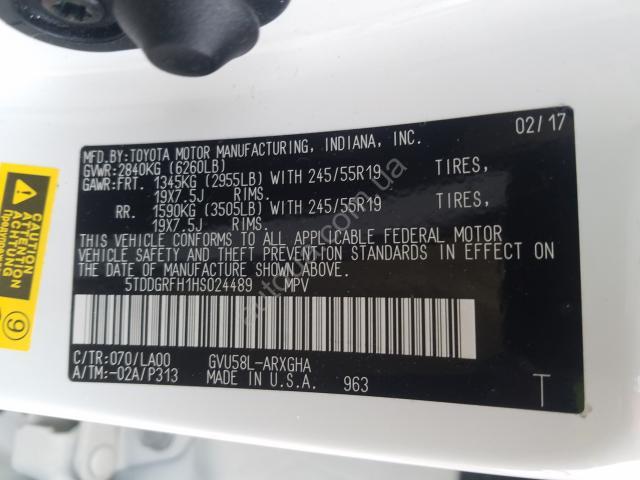 CAUTION
ACHTUNG
ATTENTION
9
MFD.BY:TOYOTA MOTOR MANUFACTURING, INDIANA, INC. 02/17
GVWR:2840KG (6260LB)
GAWR:FRT. 1345KG (2955LB) WITH 245/55R19 TIRES,
19X7.5J RIMS.
RR. 1590KG (3505LB) WITH 245/55R19 TIRES,
19X7.5J RIMS.
THIS VEHICLE CONFORMS TO ALL APPLICABLE FEDERAL MOTOR
VEHICLE SAFETY AND THEFT PREVENTION STANDARDS IN EFFECT ON
THE DATE OF MANUFACTURE SHOWN ABOVE.
5TDDGRFH1HS024489 MPV
C/TR:070/LA00 GVU58L-ARXGHA
A/TM:-02A/P313 MADE IN U.S.A. 963
T